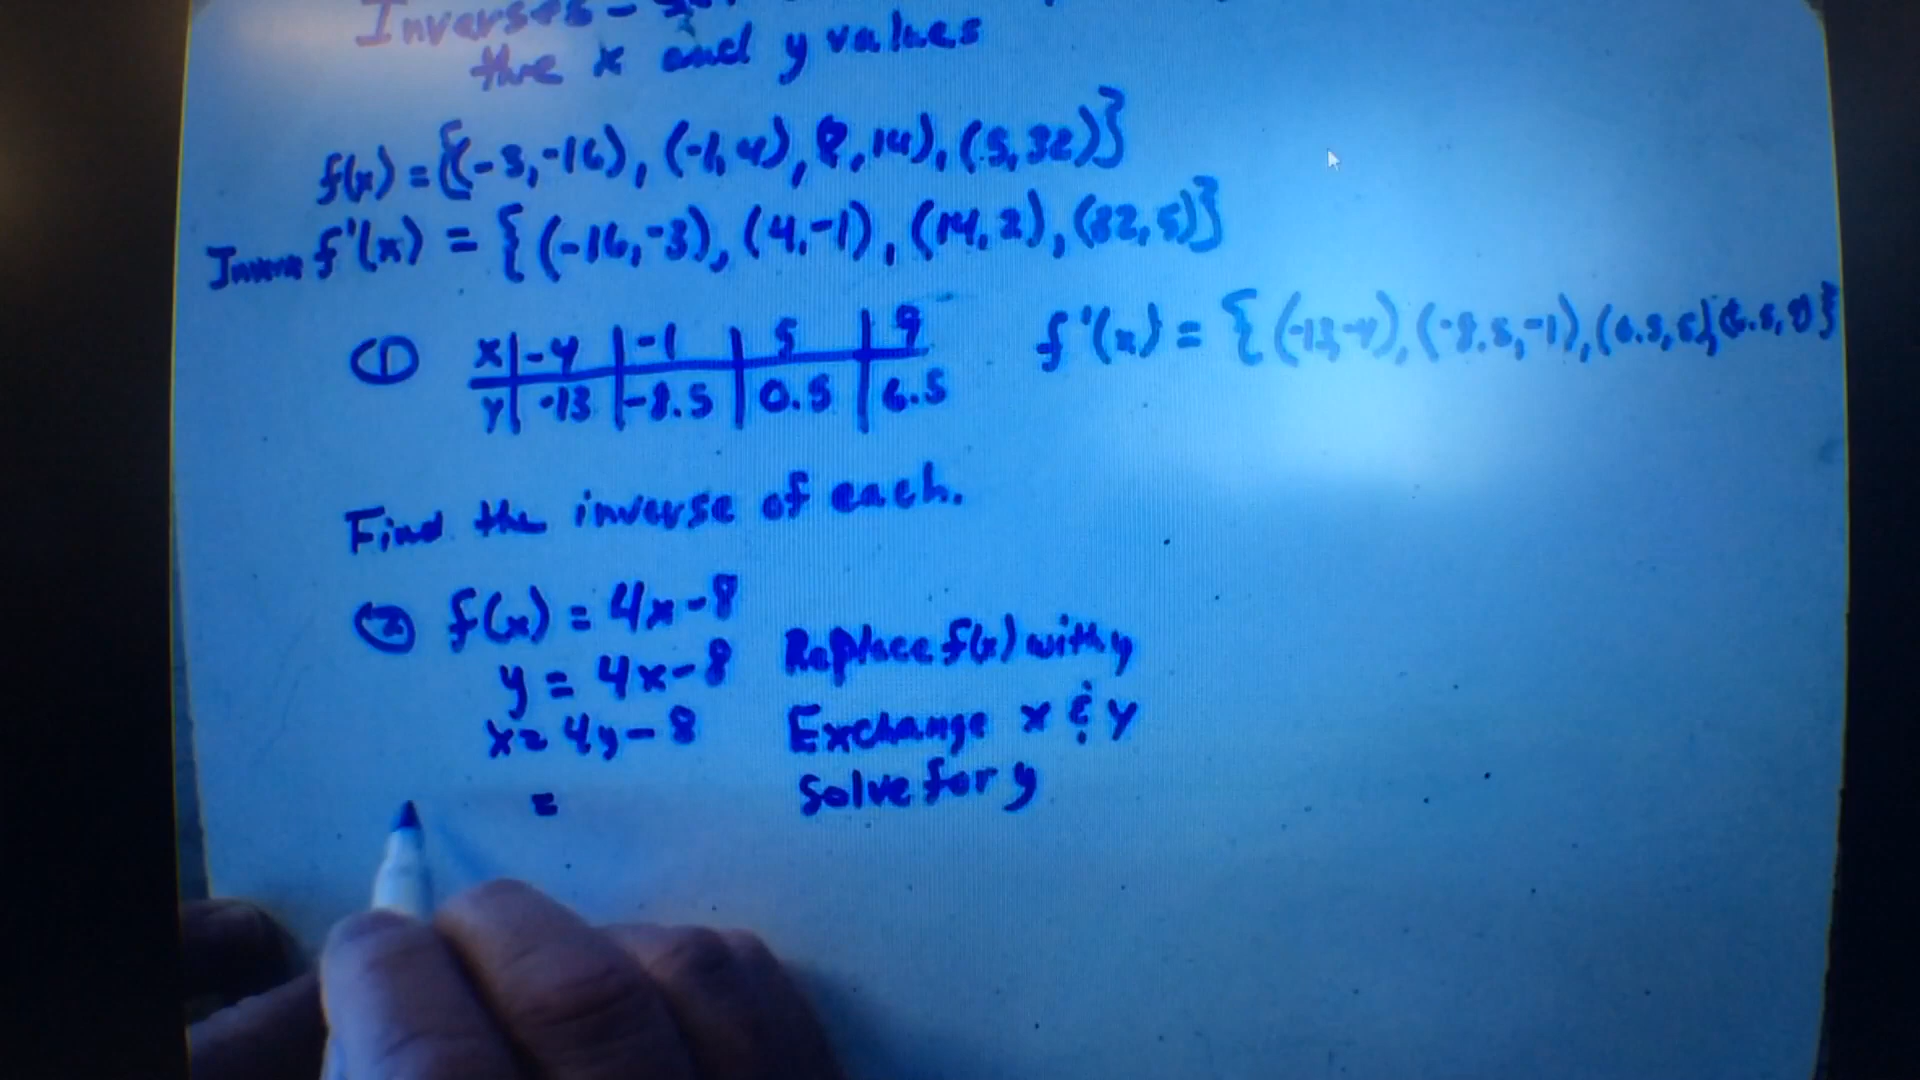 Inverses -
the x and y values
f(x) = {(-3,-16), (-1,4), (2,14), (5,32)}
Inverse f⁻¹(x) = {(-16,-3), (4,-1), (14,2), (32,5)}
① x | -4 | -1 | 5 | 9
y | -13 | -8.5 | 0.5 | 6.5
f⁻¹(x) = {(-13,-4), (-8.5,-1), (0.5,5), (6.5,9)}
Find the inverse of each.
② f(x) = 4x-8
y = 4x-8 Replace f(x) with y
x = 4y-8 Exchange x & y
= Solve for y